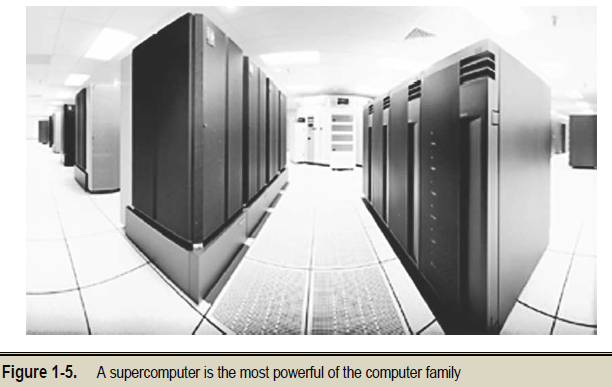 Figure 1-5. A supercomputer is the most powerful of the computer family